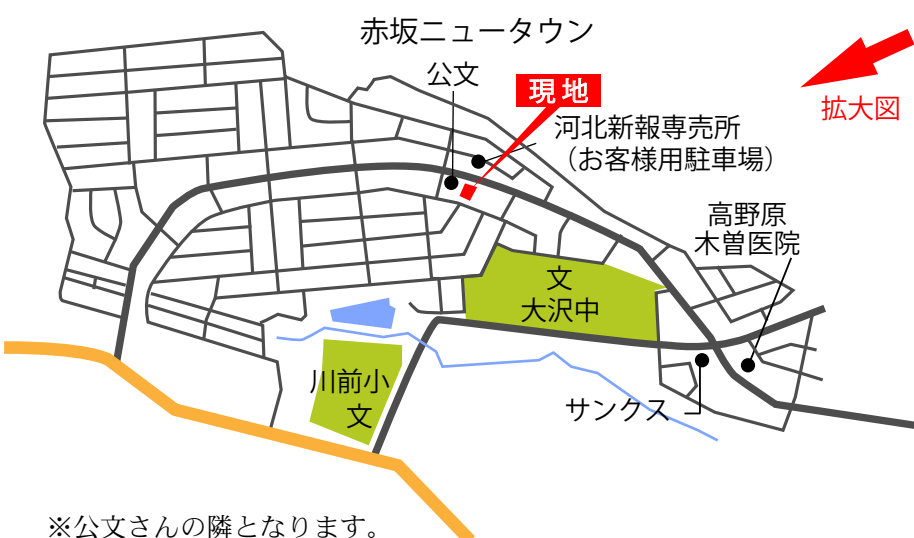 赤坂ニュータウン
公文
現地
拡大図
河北新報専売所
(お客様用駐車場)
高野原
木曽医院
文
大沢中
川前小
文
サンクス
※公文さんの隣となります。